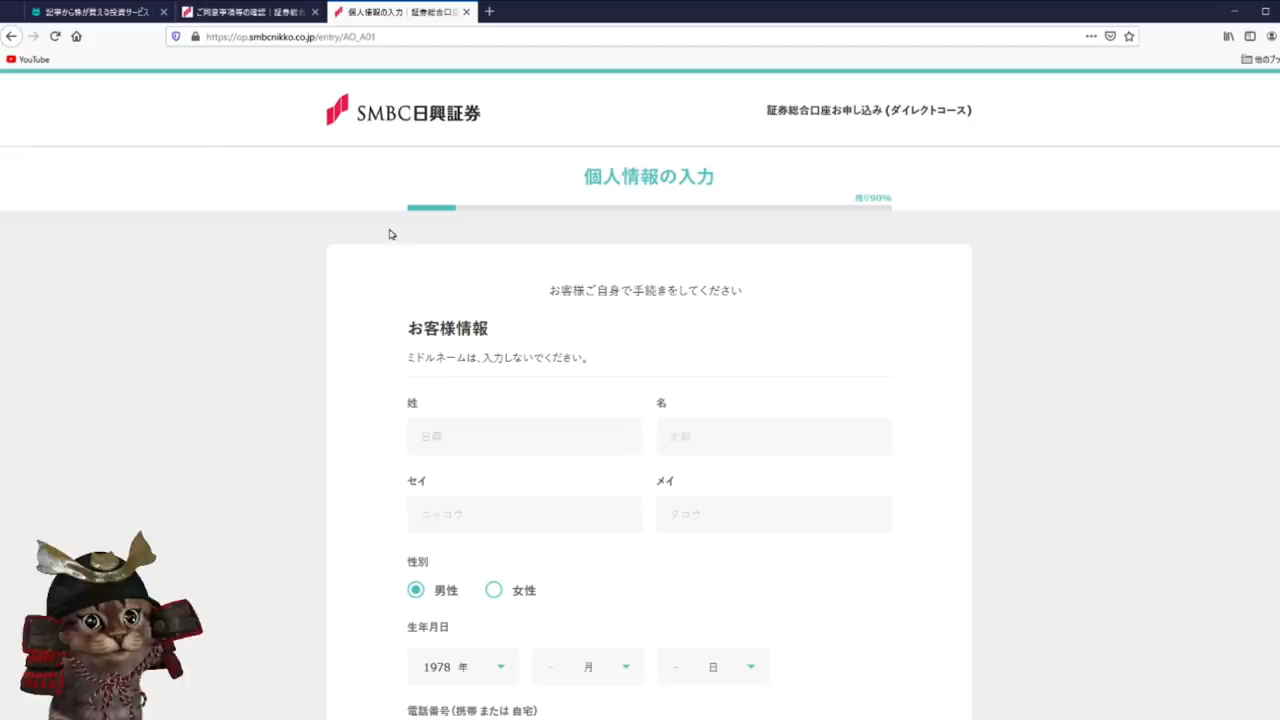 記事から株が買える投資サービス
ご同意事項等の確認｜証券総合
個人情報の入力｜証券総合口
https://op.smbcnikko.co.jp/entry/AO_A01
YouTube
他のブッ
SMBC日興証券
証券総合口座お申し込み (ダイレクトコース)
個人情報の入力
残り90%
お客様ご自身で手続きをしてください
お客様情報
ミドルネームは、入力しないでください。
姓 名
日興 太郎
セイ メイ
ニッコウ タロウ
性別
男性 女性
生年月日
1978 年 - 月 - 日
電話番号(携帯 または 自宅)